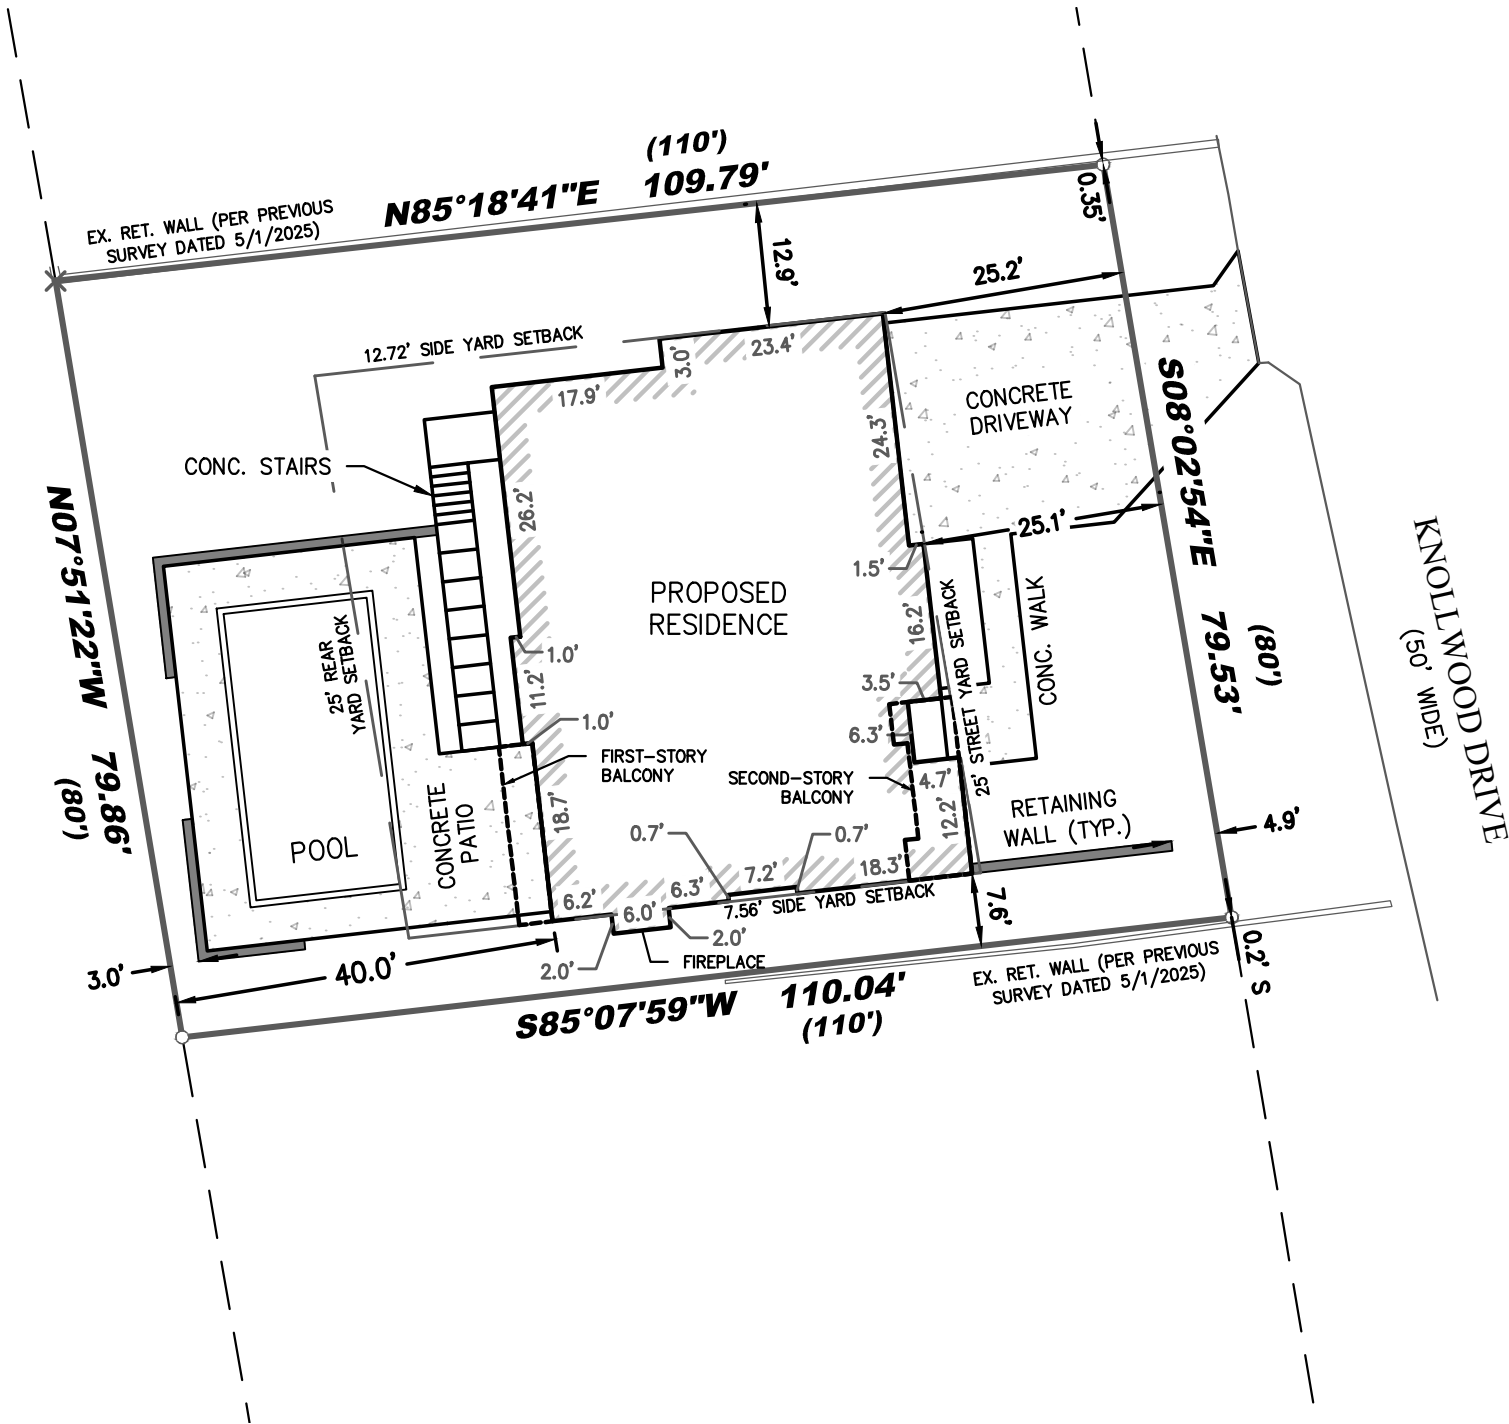 (110')
N85°18'41"E 109.79'
EX. RET. WALL (PER PREVIOUS
SURVEY DATED 5/1/2025)
0.35'
12.9'
25.2'
12.72' SIDE YARD SETBACK
3.0'
23.4'
17.9'
CONCRETE
DRIVEWAY
24.3'
CONC. STAIRS
26.2'
S08°02'54"E 79.53'
(80')
25.1'
N07°51'22"W 79.86'
(80')
KNOLLWOOD DRIVE
(50' WIDE)
1.5'
PROPOSED
RESIDENCE
16.2'
25' STREET YARD SETBACK
CONC. WALK
25' REAR
YARD SETBACK
1.0'
11.2'
3.5'
1.0'
6.3'
FIRST-STORY
BALCONY
SECOND-STORY
BALCONY
4.7'
12.2'
RETAINING
WALL (TYP.)
4.9'
POOL
CONCRETE
PATIO
18.7'
0.7'
0.7'
18.3'
7.2'
6.3'
6.2'
6.0'
7.56' SIDE YARD SETBACK
7.6'
2.0'
2.0'
FIREPLACE
3.0'
40.0'
0.2' S
EX. RET. WALL (PER PREVIOUS
SURVEY DATED 5/1/2025)
S85°07'59"W 110.04'
(110')